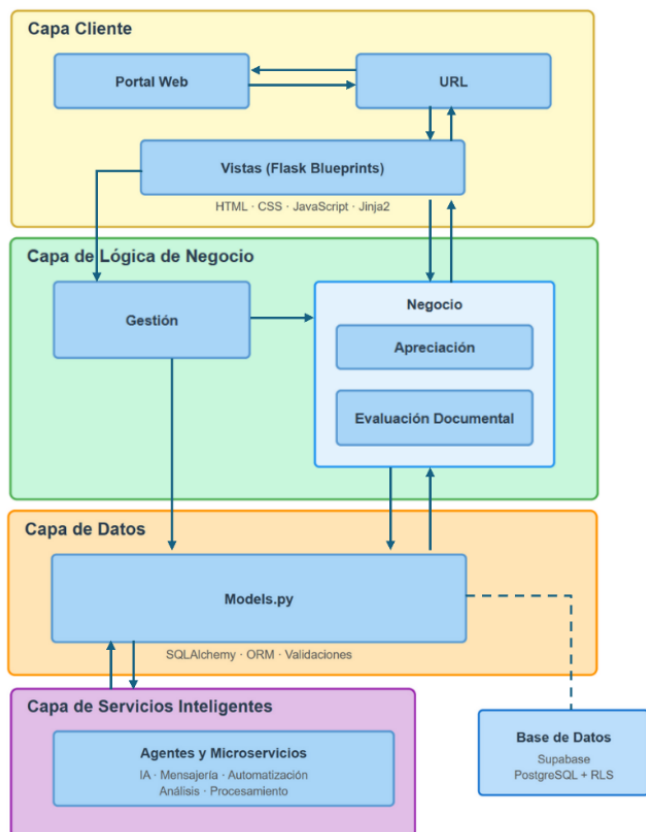 Capa Cliente
Portal Web
URL
Vistas (Flask Blueprints)
HTML · CSS · JavaScript · Jinja2
Capa de Lógica de Negocio
Gestión
Negocio
Apreciación
Evaluación Documental
Capa de Datos
Models.py
SQLAlchemy · ORM · Validaciones
Capa de Servicios Inteligentes
Agentes y Microservicios
IA · Mensajería · Automatización
Análisis · Procesamiento
Base de Datos
Supabase
PostgreSQL + RLS